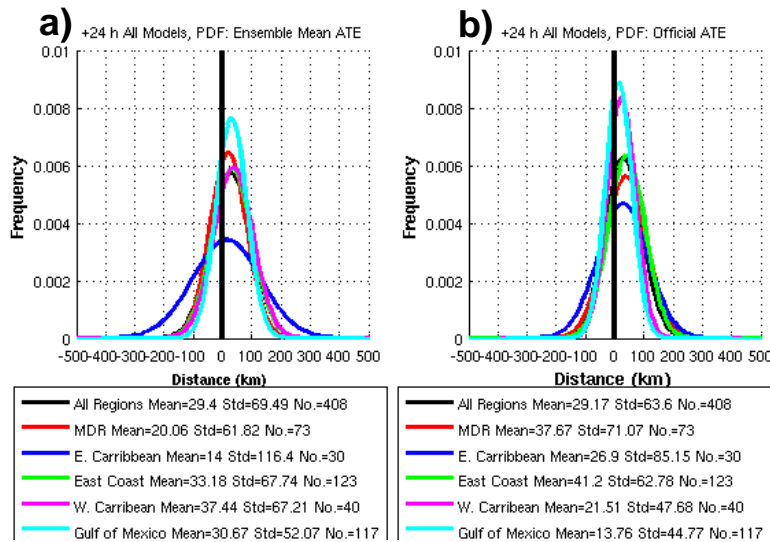 a)
+24 h All Models, PDF: Ensemble Mean ATE
0.01
0.008
0.006
0.004
0.002
0
Frequency
-500-400-300-200-100 0 100 200 300 400 500
Distance (km)
All Regions Mean=29.4 Std=69.49 No.=408
MDR Mean=20.06 Std=61.82 No.=73
E. Carribbean Mean=14 Std=116.4 No.=30
East Coast Mean=33.18 Std=67.74 No.=123
W. Carribean Mean=37.44 Std=67.21 No.=40
Gulf of Mexico Mean=30.67 Std=52.07 No.=117
b)
+24 h All Models, PDF: Official ATE
0.01
0.008
0.006
0.004
0.002
0
Frequency
-500-400-300-200-100 0 100 200 300 400 500
Distance (km)
All Regions Mean=29.17 Std=63.6 No.=408
MDR Mean=37.67 Std=71.07 No.=73
E. Carribbean Mean=26.9 Std=85.15 No.=30
East Coast Mean=41.2 Std=62.78 No.=123
W. Carribean Mean=21.51 Std=47.68 No.=40
Gulf of Mexico Mean=13.76 Std=44.77 No.=117